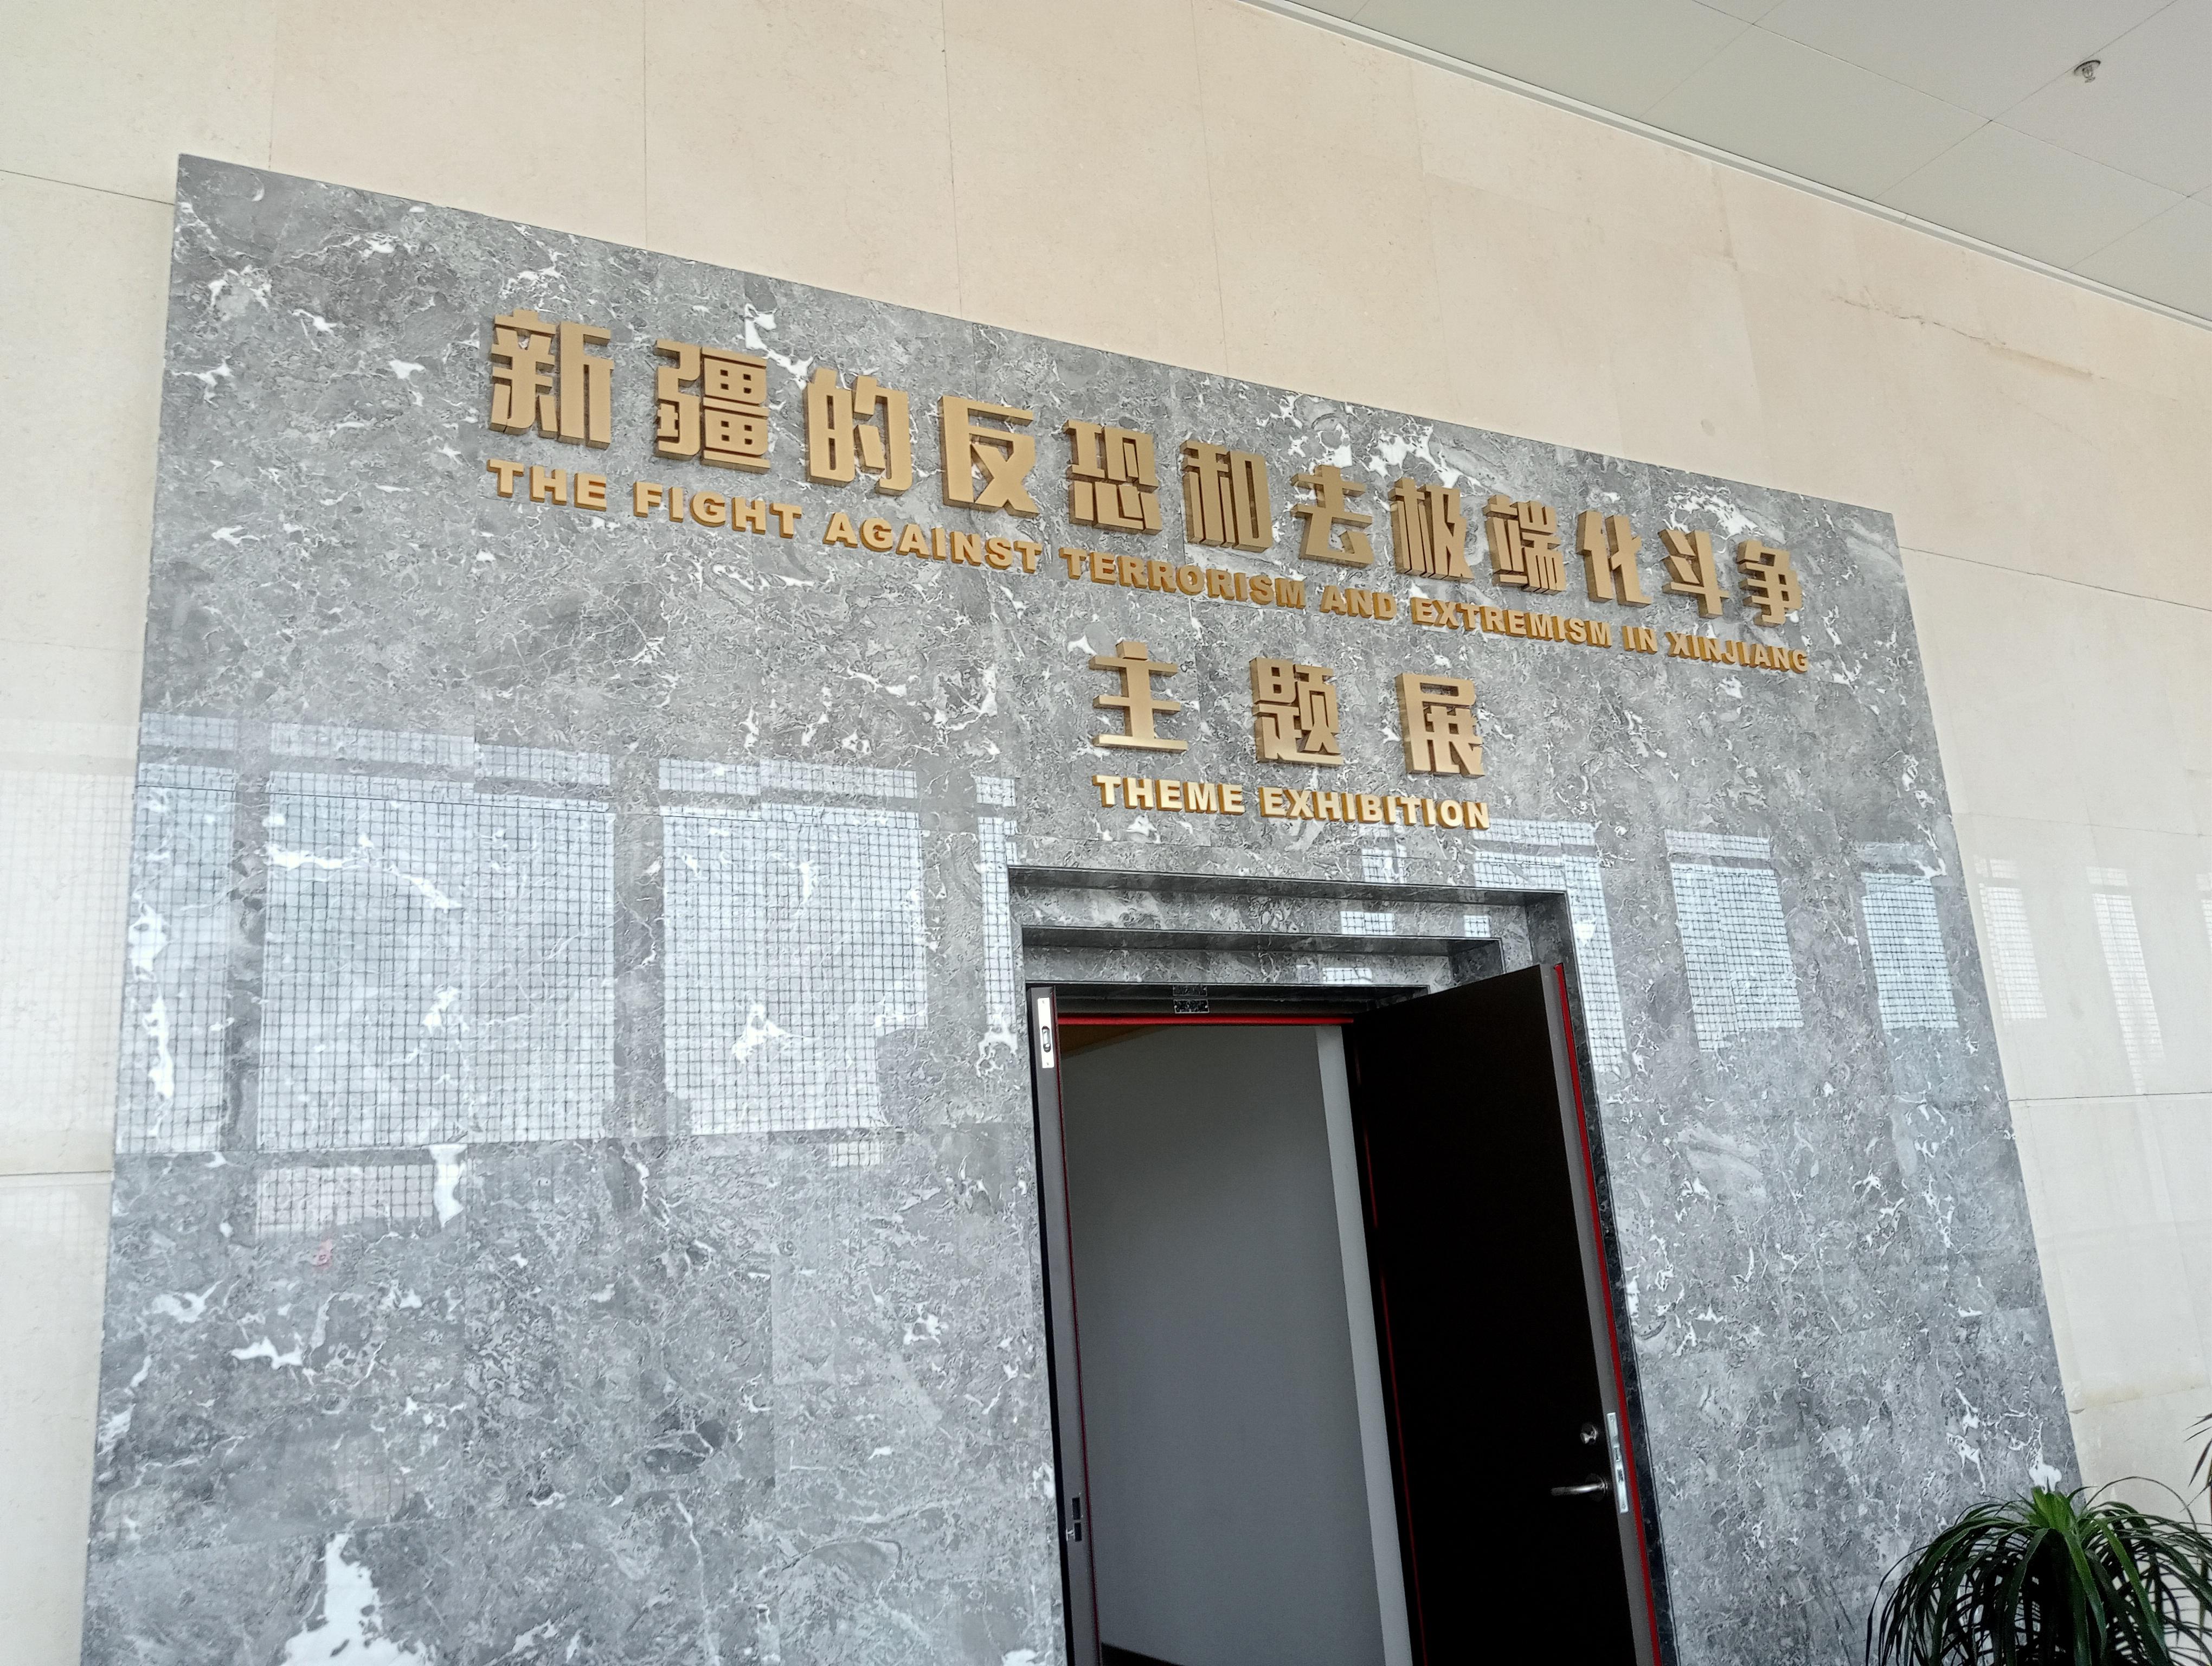 新疆的反恐和去极端化斗争
THE FIGHT AGAINST TERRORISM AND EXTREMISM IN XINJIANG
主题展
THEME EXHIBITION